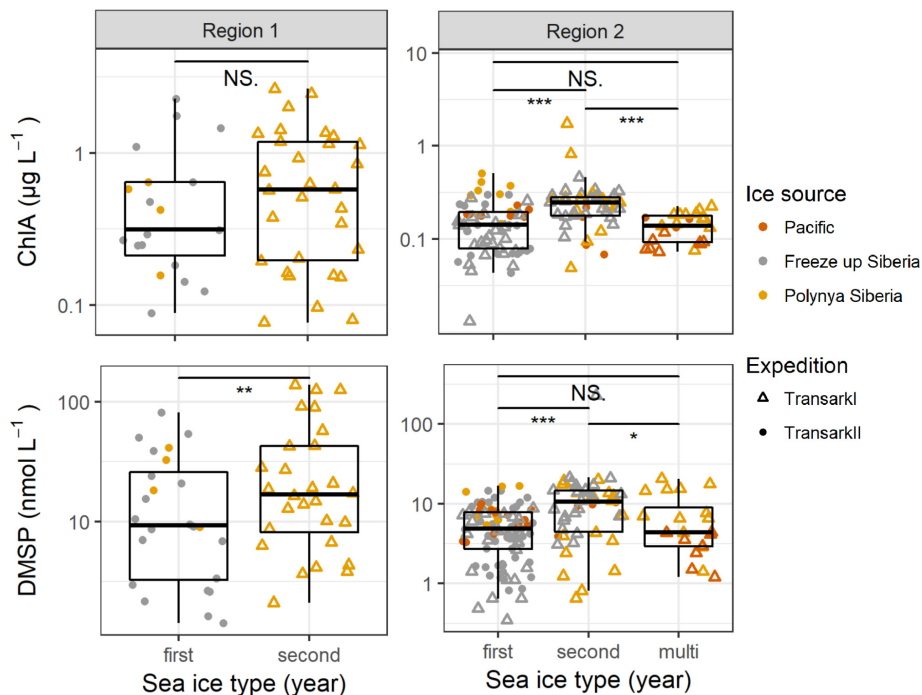 Region 1
Region 2
ChlA (µg L⁻¹)
1
0.1
NS.
10
1
0.1
NS.
***
***
DMSP (nmol L⁻¹)
100
10
**
100
10
1
NS.
***
*
first
second
Sea ice type (year)
first
second
multi
Sea ice type (year)
Ice source
Pacific
Freeze up Siberia
Polynya Siberia
Expedition
TransarkI
TransarkII